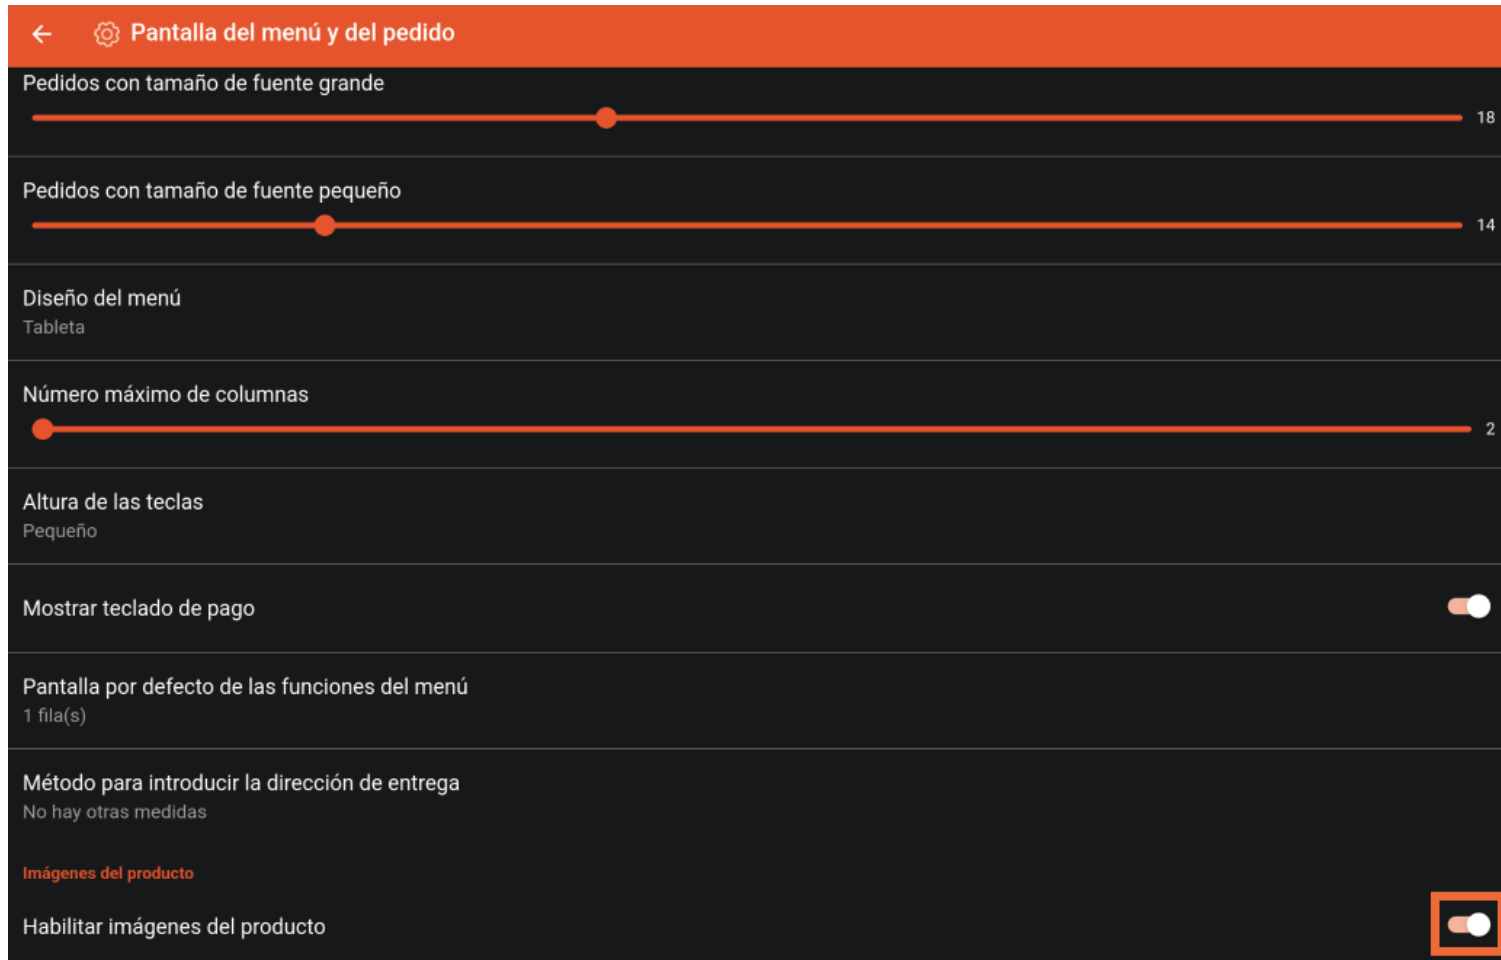 Pantalla del menú y del pedido
Pedidos con tamaño de fuente grande
18
Pedidos con tamaño de fuente pequeño
14
Diseño del menú
Tableta
Número máximo de columnas
2
Altura de las teclas
Pequeño
Mostrar teclado de pago
Pantalla por defecto de las funciones del menú
1 fila(s)
Método para introducir la dirección de entrega
No hay otras medidas
Imágenes del producto
Habilitar imágenes del producto